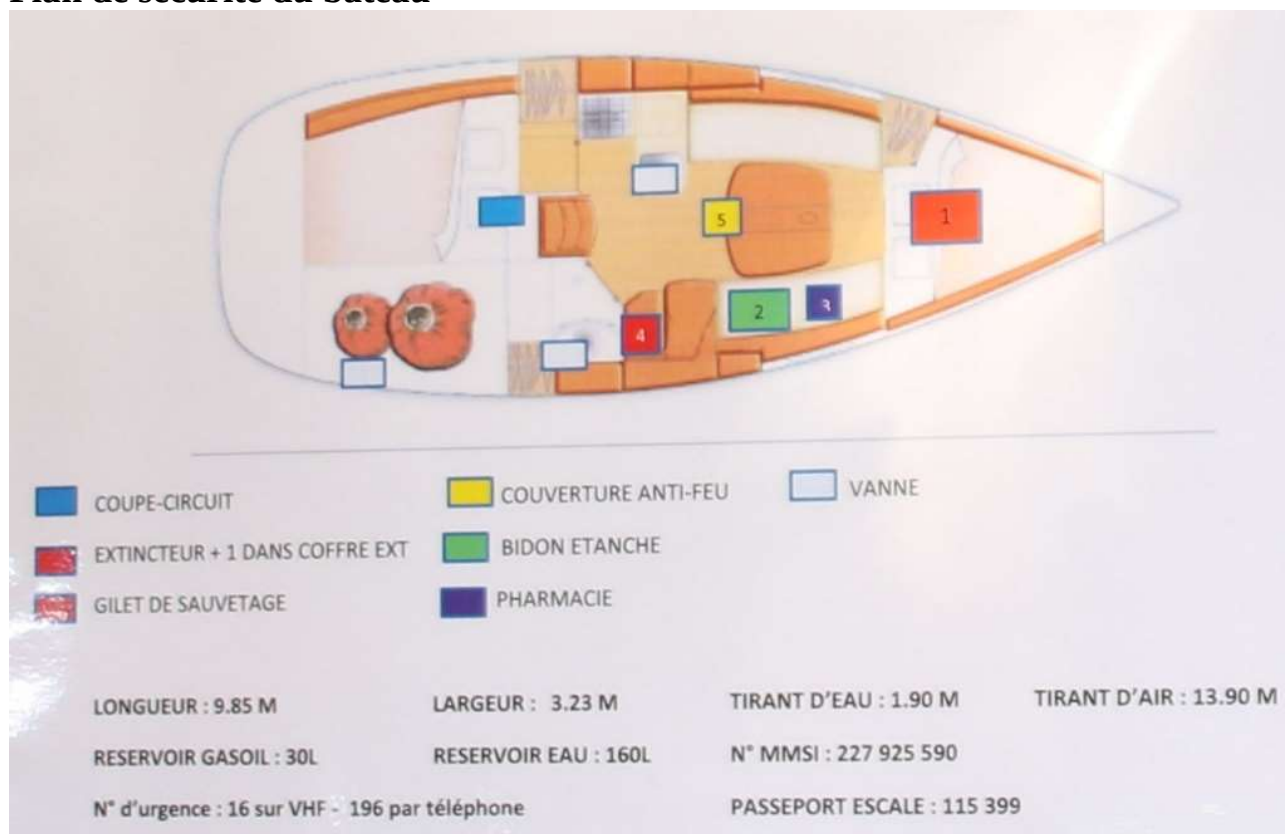 Plan de sécurité du
1
5
2
3
4
COUPE-CIRCUIT
COUVERTURE ANTI-FEU
VANNE
EXTINCTEUR + 1 DANS COFFRE EXT
BIDON ETANCHE
GILET DE SAUVETAGE
PHARMACIE
LONGUEUR : 9.85 M
LARGEUR : 3.23 M
TIRANT D'EAU : 1.90 M
TIRANT D'AIR : 13.90 M
RESERVOIR GASOIL : 30L
RESERVOIR EAU : 160L
N° MMSI : 227 925 590
N° d'urgence : 16 sur VHF - 196 par téléphone
PASSEPORT ESCALE : 115 399